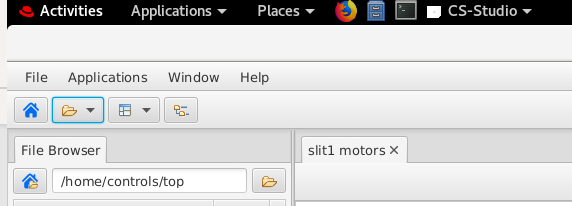 Activities Applications Places CS-Studio
File Applications Window Help
File Browser slit1 motors
/home/controls/top